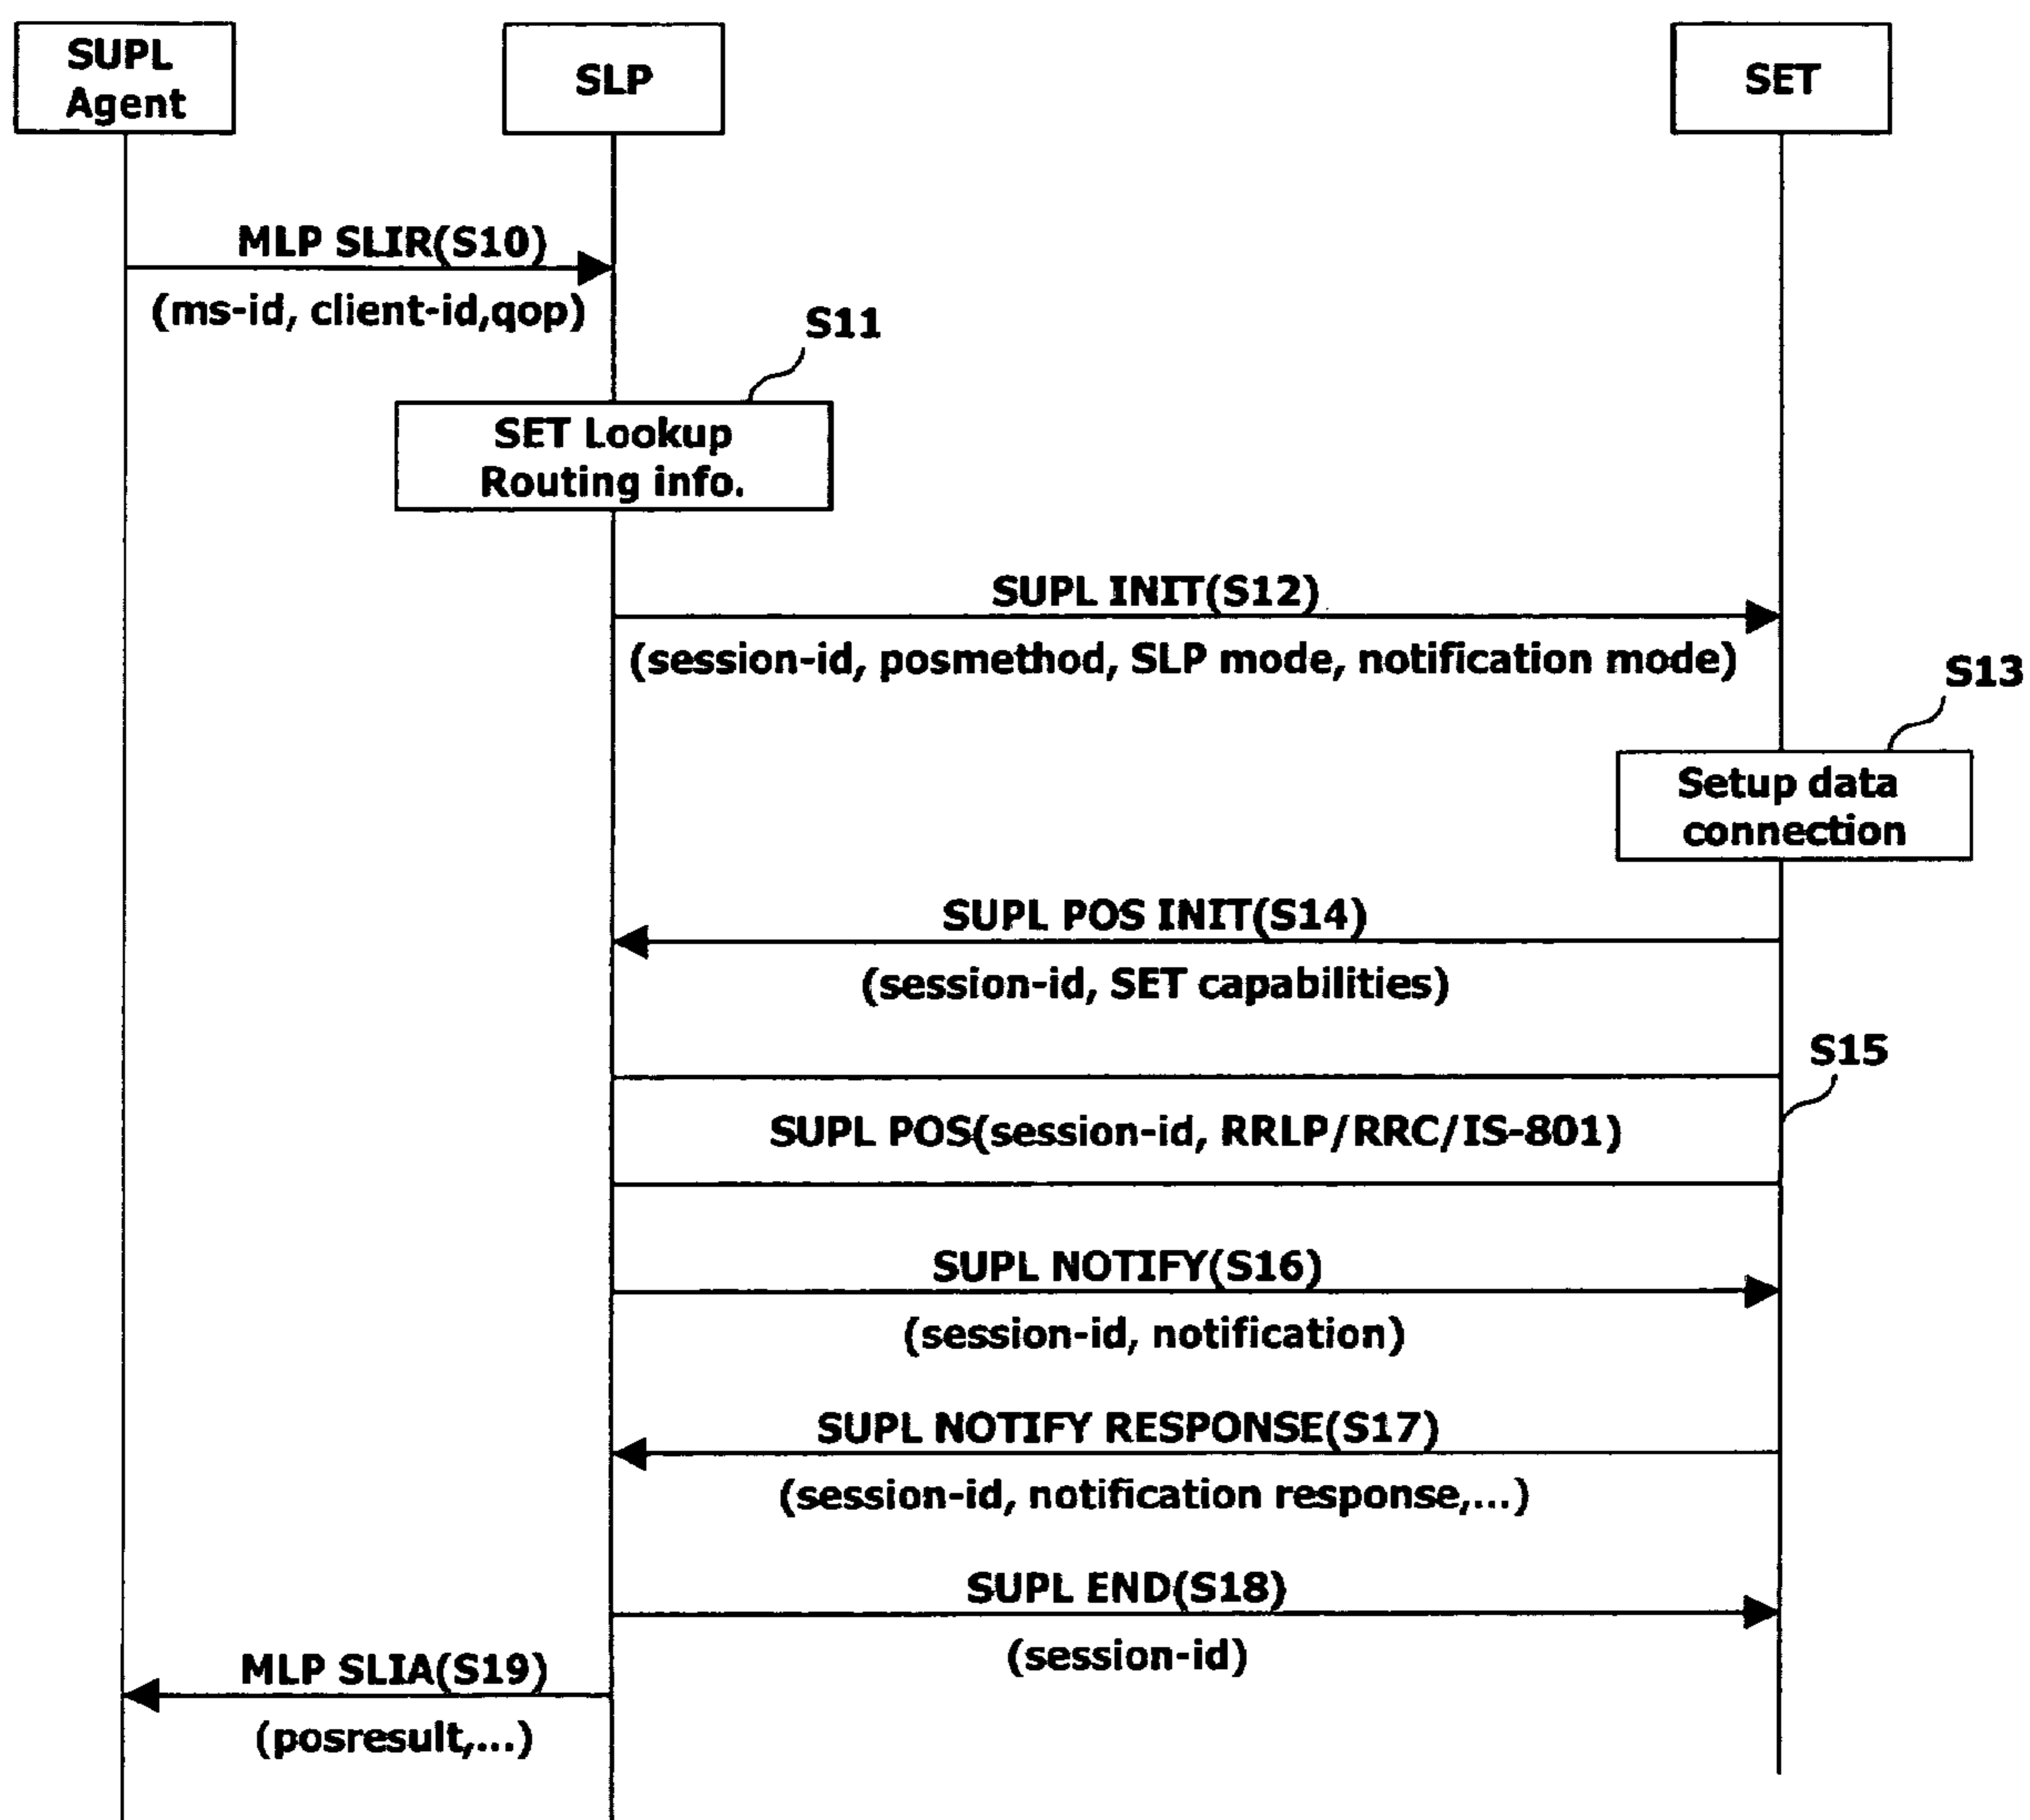 SUPL
Agent
SLP
SET
MLP SLIR(S10)
(ms-id, client-id,qop)
S11
SET Lookup
Routing info.
SUPL INIT(S12)
(session-id, posmethod, SLP mode, notification mode)
S13
Setup data
connection
SUPL POS INIT(S14)
(session-id, SET capabilities)
S15
SUPL POS(session-id, RRLP/RRC/IS-801)
SUPL NOTIFY(S16)
(session-id, notification)
SUPL NOTIFY RESPONSE(S17)
(session-id, notification response,...)
SUPL END(S18)
(session-id)
MLP SLIA(S19)
(posresult,...)